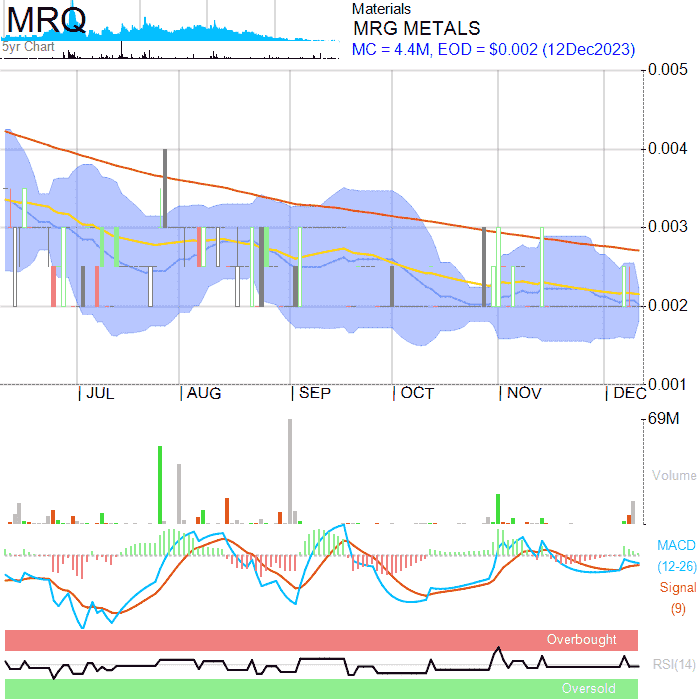 MRQ
5yr Chart
Materials
MRG METALS
MC = 4.4M, EOD = $0.002 (12Dec2023)
0.005
0.004
0.003
0.002
0.001
JUL AUG SEP OCT NOV DEC
69M
Volume
MACD
(12-26)
Signal
(9)
Overbought
RSI(14)
Oversold